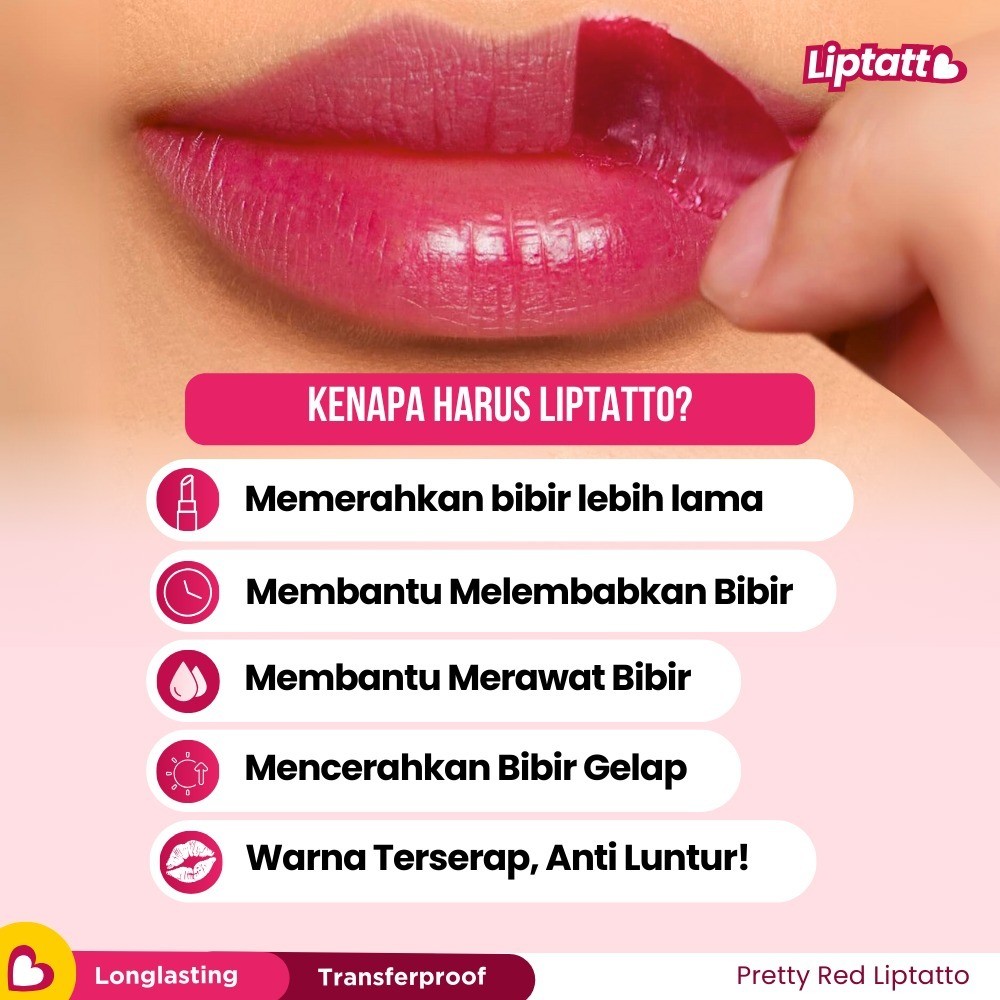 Liptatto
KENAPA HARUS LIPTATTO?
Memerahkan bibir lebih lama
Membantu Melembabkan Bibir
Membantu Merawat Bibir
Mencerahkan Bibir Gelap
Warna Terserap, Anti Luntur!
Longlasting
Transferproof
Pretty Red Liptatto